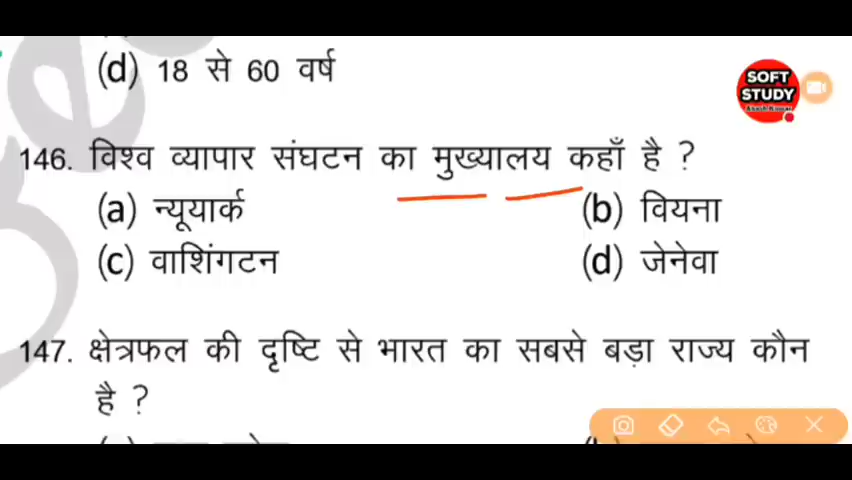 (d) 18 से 60 वर्ष
SOFT
STUDY
146. विश्व व्यापार संघटन का मुख्यालय कहाँ है ?
(a) न्यूयार्क (b) वियना
(c) वाशिंगटन (d) जेनेवा
147. क्षेत्रफल की दृष्टि से भारत का सबसे बड़ा राज्य कौन
है ?